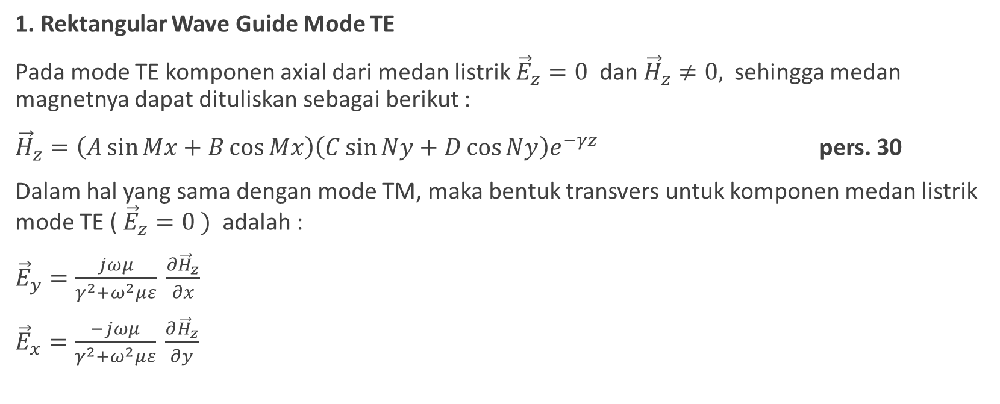 1. Rektangular Wave Guide Mode TE
Pada mode TE komponen axial dari medan listrik $\vec{E}_z = 0$ dan $\vec{H}_z \neq 0$, sehingga medan
magnetnya dapat dituliskan sebagai berikut :
$\vec{H}_z = (A \sin Mx + B \cos Mx)(C \sin Ny + D \cos Ny)e^{-\gamma z}$ pers. 30
Dalam hal yang sama dengan mode TM, maka bentuk transvers untuk komponen medan listrik
mode TE ( $\vec{E}_z = 0$ ) adalah :
$\vec{E}_y = \frac{j\omega\mu}{\gamma^2+\omega^2\mu\varepsilon} \frac{\partial \vec{H}_z}{\partial x}$
$\vec{E}_x = \frac{-j\omega\mu}{\gamma^2+\omega^2\mu\varepsilon} \frac{\partial \vec{H}_z}{\partial y}$